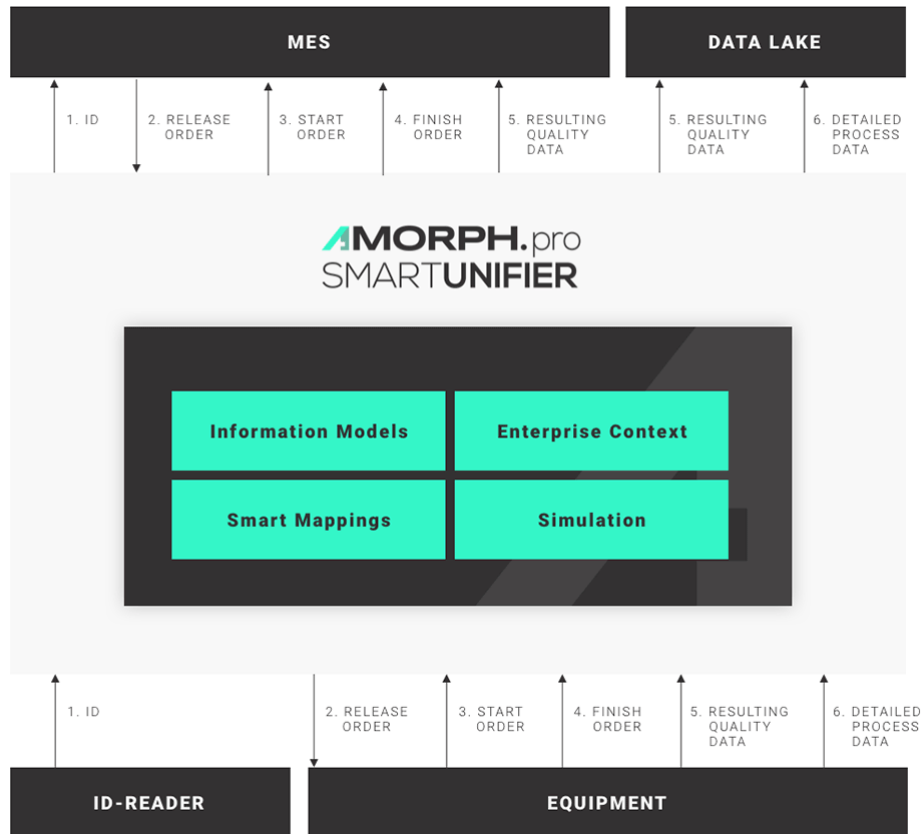 MES
DATA LAKE
1. ID
2. RELEASE
ORDER
3. START
ORDER
4. FINISH
ORDER
5. RESULTING
QUALITY
DATA
5. RESULTING
QUALITY
DATA
6. DETAILED
PROCESS
DATA
AMORPH.pro
SMARTUNIFIER
Information Models
Enterprise Context
Smart Mappings
Simulation
1. ID
2. RELEASE
ORDER
3. START
ORDER
4. FINISH
ORDER
5. RESULTING
QUALITY
DATA
6. DETAILED
PROCESS
DATA
ID-READER
EQUIPMENT